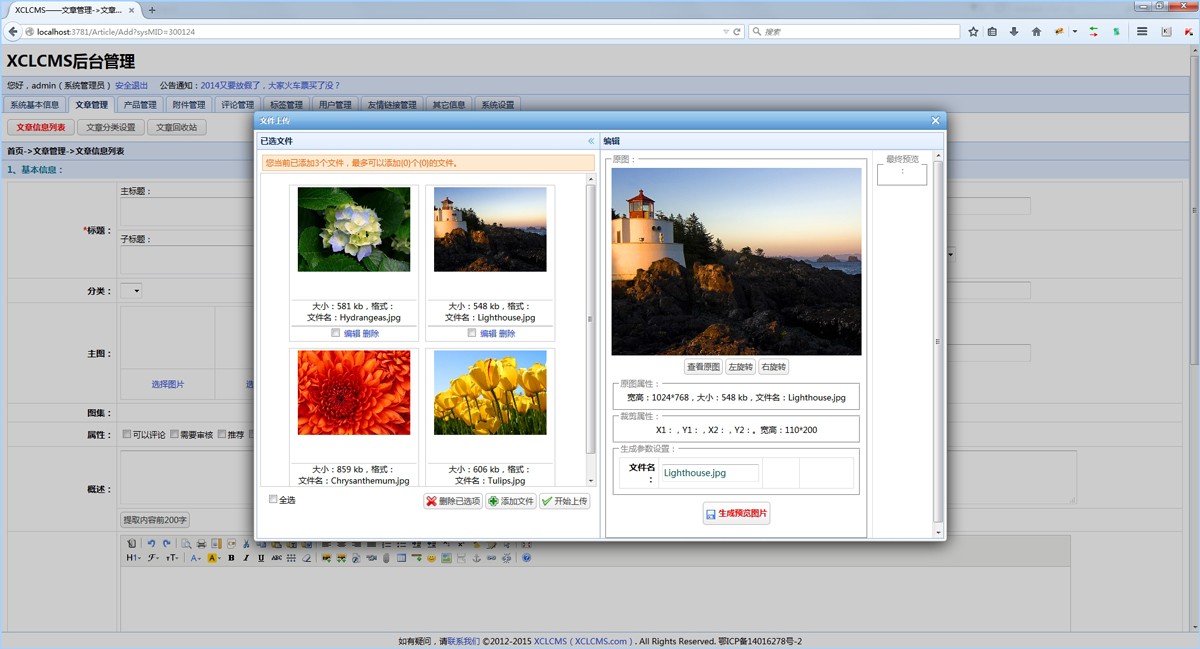 XCLCMS——文章管理->文章...
localhost:3781/Article/Add?sysMID=300124
搜索
XCLCMS后台管理
您好，admin（系统管理员） 安全退出 公告通知：2014又要放假了，大家火车票买了没？
系统基本信息 文章管理 产品管理 附件管理 评论管理 标签管理 用户管理 友情链接管理 其它信息 系统设置
文章信息列表 文章分类设置 文章回收站
首页->文章管理->文章信息列表
1、基本信息：
主标题：
*标题：
子标题：
分类：
主图：
选择图片
选
图集：
属性： 可以评论 需要审核 推荐
概述：
提取内容前200字
文件上传
已选文件
您当前已添加3个文件，最多可以添加{0}个{0}的文件。
大小：581 kb，格式：
文件名：Hydrangeas.jpg
编辑 删除
大小：548 kb，格式：
文件名：Lighthouse.jpg
编辑 删除
大小：859 kb，格式：
文件名：Chrysanthemum.jpg
大小：606 kb，格式：
文件名：Tulips.jpg
全选 删除已选项 添加文件 开始上传
编辑
原图：
查看原图 左旋转 右旋转
原图属性：
宽高：1024*768，大小：548 kb，文件名：Lighthouse.jpg
裁剪属性：
X1：，Y1：，X2：，Y2：。宽高：110*200
生成参数设置：
文件名：
Lighthouse.jpg
生成预览图片
最终预览：
如有疑问，请联系我们 ©2012-2015 XCLCMS（XCLCMS.com）. All Rights Reserved. 鄂ICP备14016278号-2